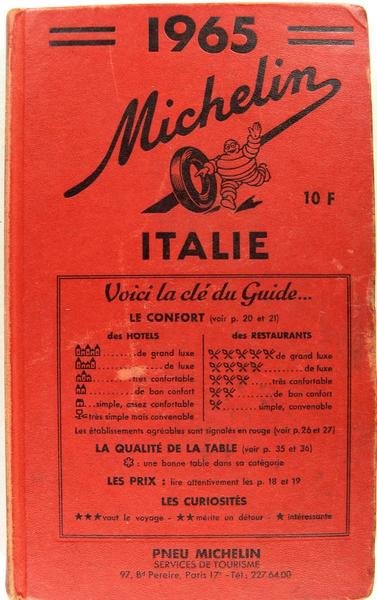 1965
Michelin
10 F
ITALIE
Voici la clé du Guide...
LE CONFORT (voir p. 20 et 21)
des HOTELS
des RESTAURANTS
de grand luxe
de grand luxe
de luxe
de luxe
très confortable
très confortable
de bon confort
de bon confort
simple, assez confortable
simple, convenable
très simple mais convenable
Les établissements agréables sont signalés en rouge (voir p. 26 et 27)
LA QUALITÉ DE LA TABLE (voir p. 35 et 36)
: une bonne table dans sa catégorie
LES PRIX : lire attentivement les p. 18 et 19
LES CURIOSITÉS
★★★vaut le voyage - ★★mérite un détour - ★ intéressante
PNEU MICHELIN
SERVICES DE TOURISME
97, Bd Pereire, Paris 17e - Tél : 227.64.00